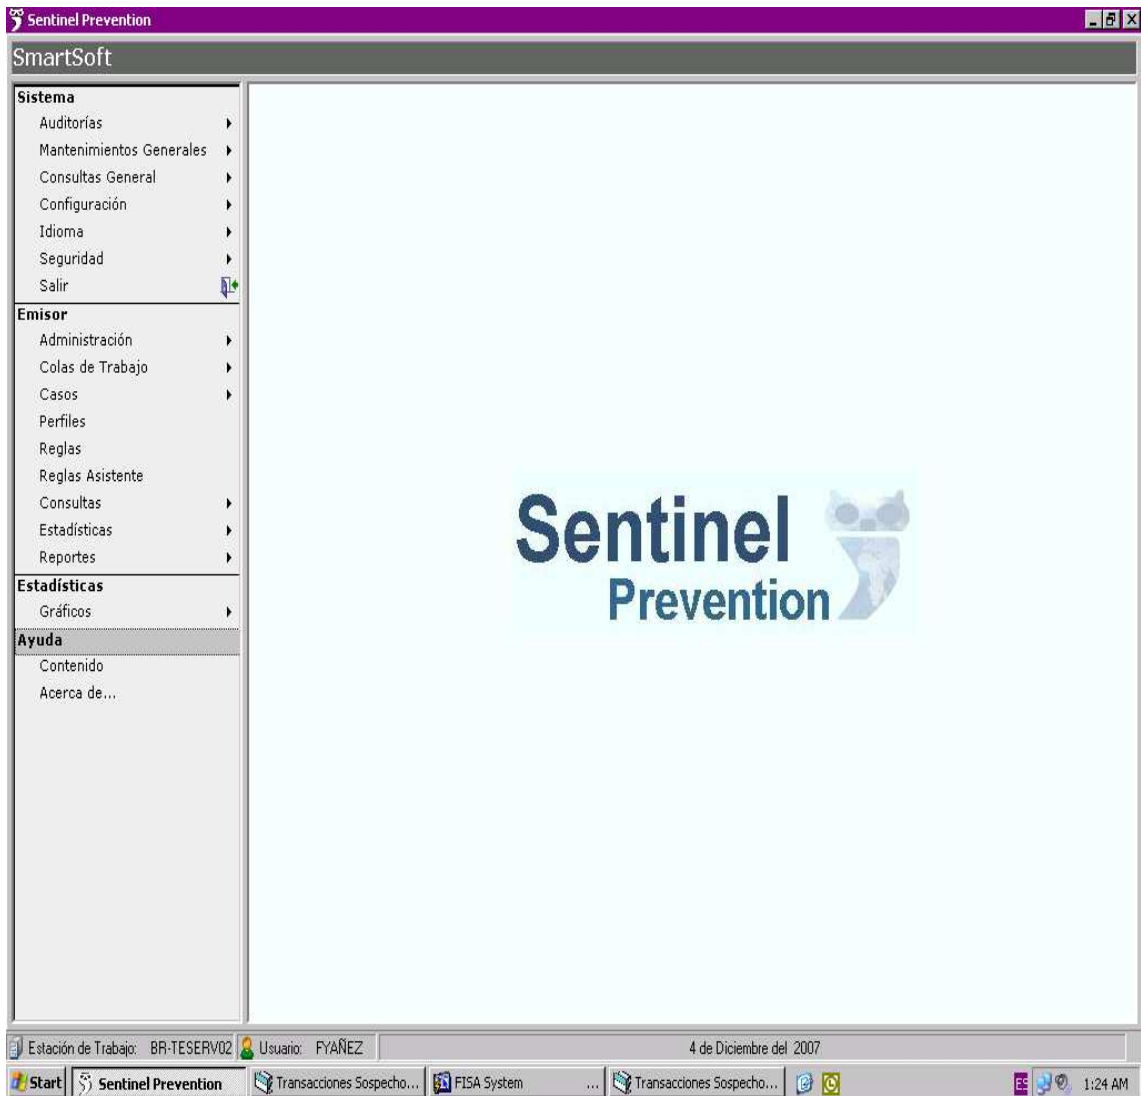 Sentinel Prevention
SmartSoft
Sistema
Auditorías
Mantenimientos Generales
Consultas General
Configuración
Idioma
Seguridad
Salir
Emisor
Administración
Colas de Trabajo
Casos
Perfiles
Reglas
Reglas Asistente
Consultas
Estadísticas
Reportes
Estadísticas
Gráficos
Ayuda
Contenido
Acerca de...
Sentinel
Prevention
Estación de Trabajo: BR-TESERV02 Usuario: FYAÑEZ 4 de Diciembre del 2007
Start Sentinel Prevention Transacciones Sospecho... FISA System ... Transacciones Sospecho... ES 1:24 AM